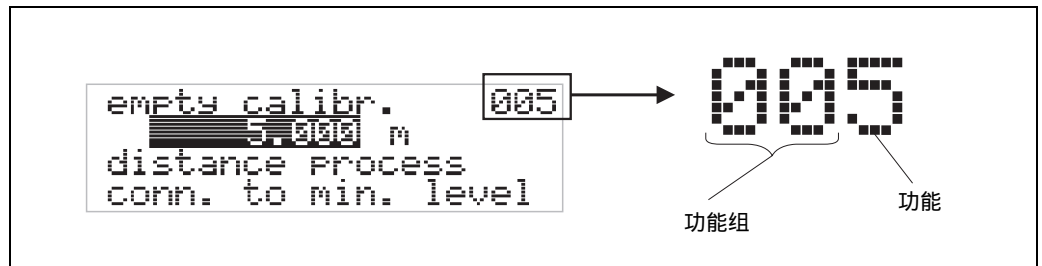 empty calibr. 005
5.000 m
distance process
conn. to min. level
005
功能组
功能